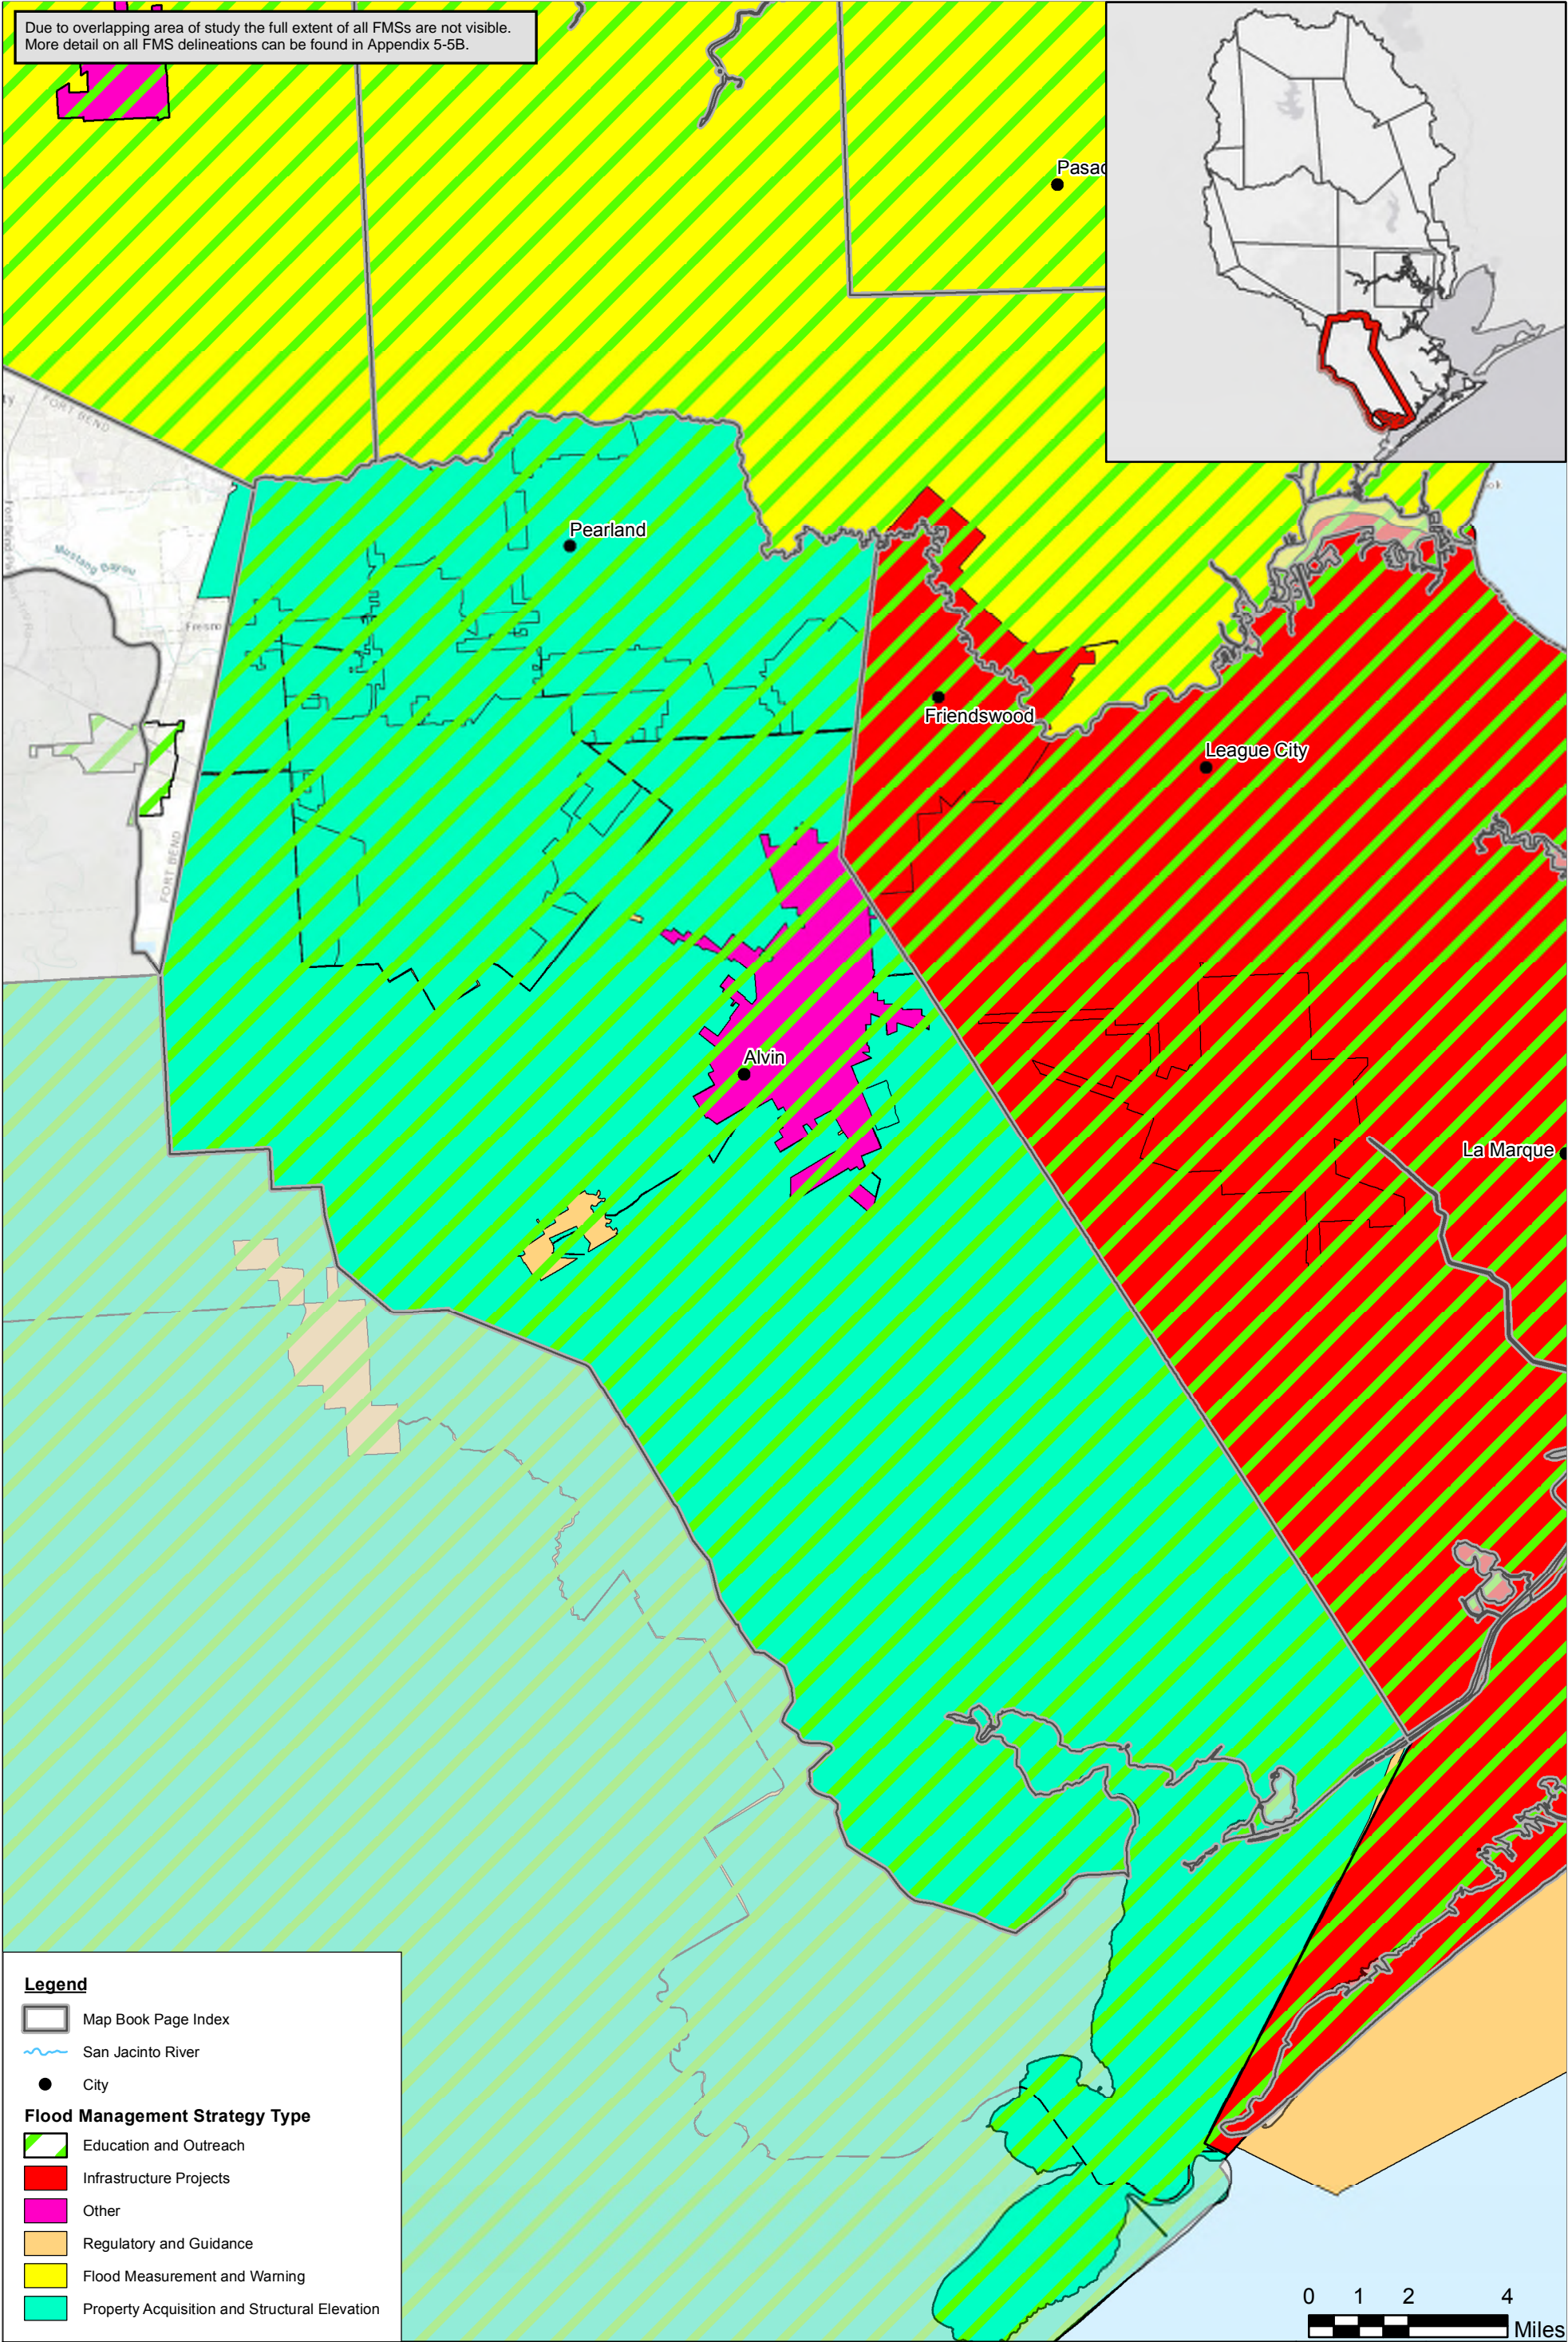 Due to overlapping area of study the full extent of all FMSs are not visible.
More detail on all FMS delineations can be found in Appendix 5-5B.
Pasad
FORT BEND
Pearland
Mustang Bayou
Fresno
Friendswood
League City
FORT BEND
Alvin
La Marque
Legend
Map Book Page Index
San Jacinto River
City
Flood Management Strategy Type
Education and Outreach
Infrastructure Projects
Other
Regulatory and Guidance
Flood Measurement and Warning
Property Acquisition and Structural Elevation
0 1 2 4
Miles